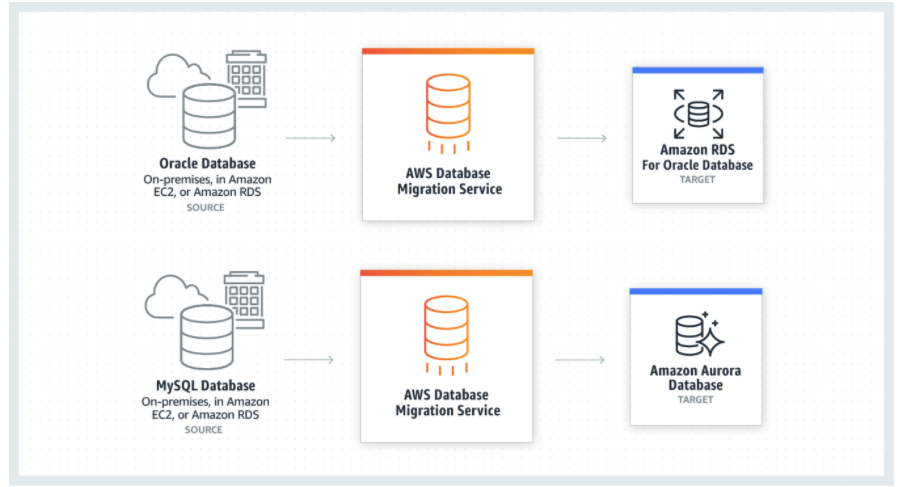 Oracle Database
On-premises, in Amazon
EC2, or Amazon RDS
SOURCE
AWS Database
Migration Service
Amazon RDS
For Oracle Database
TARGET
MySQL Database
On-premises, in Amazon
EC2, or Amazon RDS
SOURCE
AWS Database
Migration Service
Amazon Aurora
Database
TARGET